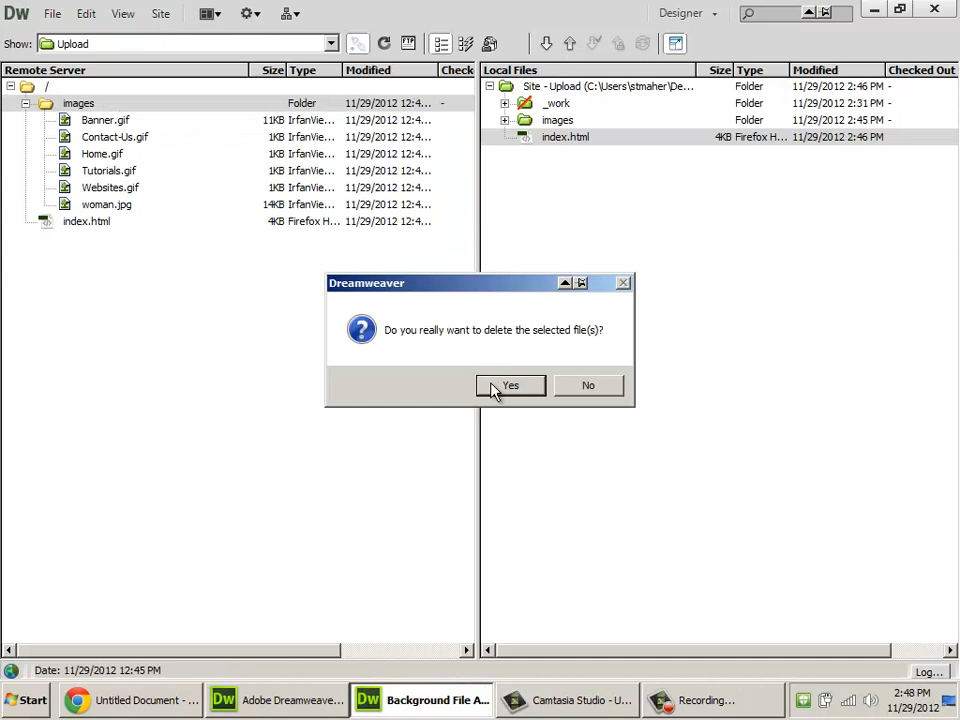 Dw File Edit View Site Designer
Show: Upload
Remote Server Size Type Modified Check
/
images Folder 11/29/2012 12:4... -
Banner.gif 11KB IrfanVie... 11/29/2012 12:4...
Contact-Us.gif 1KB IrfanVie... 11/29/2012 12:4...
Home.gif 1KB IrfanVie... 11/29/2012 12:4...
Tutorials.gif 1KB IrfanVie... 11/29/2012 12:4...
Websites.gif 1KB IrfanVie... 11/29/2012 12:4...
woman.jpg 14KB IrfanVie... 11/29/2012 12:4...
index.html 4KB Firefox H... 11/29/2012 12:4...
Local Files Size Type Modified Checked Out
Site - Upload (C:\Users\stmaher\De... Folder 11/29/2012 2:46 PM -
_work Folder 11/29/2012 2:31 PM -
images Folder 11/29/2012 2:45 PM -
index.html 4KB Firefox H... 11/29/2012 2:46 PM -
Dreamweaver
Do you really want to delete the selected file(s)?
Yes No
Date: 11/29/2012 12:45 PM Log...
Start Untitled Document - ... Dw Adobe Dreamweave... Dw Background File A... Camtasia Studio - U... Recording... 2:48 PM
11/29/2012